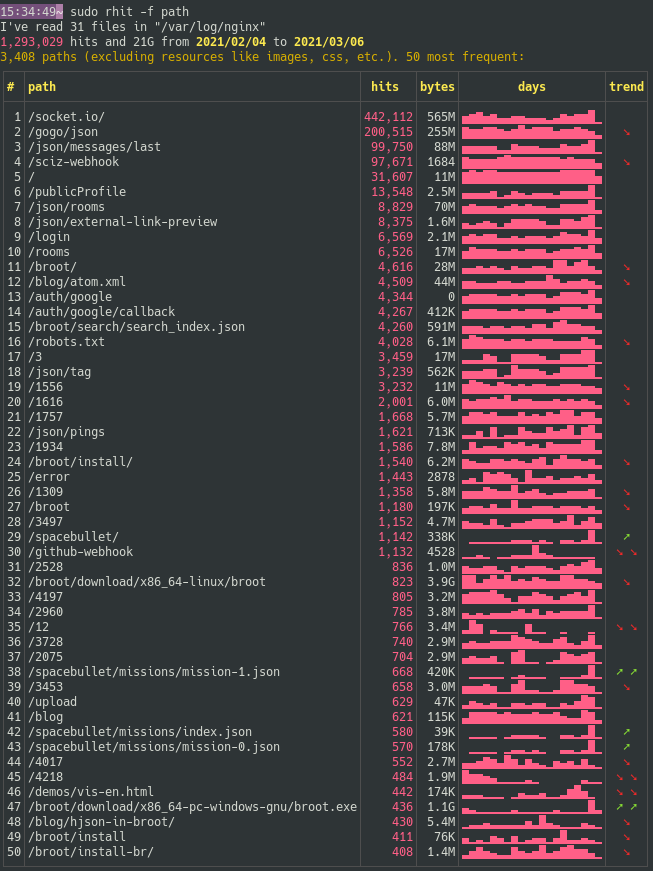 15:34:49~ sudo rhit -f path
I've read 31 files in "/var/log/nginx"
1,293,029 hits and 21G from 2021/02/04 to 2021/03/06
3,408 paths (excluding resources like images, css, etc.). 50 most frequent:
# path hits bytes days trend
1 /socket.io/ 442,112 565M
2 /gogo/json 200,515 255M ↘
3 /json/messages/last 99,750 88M
4 /sciz-webhook 97,671 1684 ↘
5 / 31,607 11M
6 /publicProfile 13,548 2.5M
7 /json/rooms 8,829 70M
8 /json/external-link-preview 8,375 1.6M
9 /login 6,569 2.1M
10 /rooms 6,526 17M
11 /broot/ 4,616 28M ↘
12 /blog/atom.xml 4,509 44M ↘
13 /auth/google 4,344 0
14 /auth/google/callback 4,267 412K
15 /broot/search/search_index.json 4,260 591M
16 /robots.txt 4,028 6.1M ↘
17 /3 3,459 17M
18 /json/tag 3,239 562K
19 /1556 3,232 11M ↘
20 /1616 2,001 6.0M ↘
21 /1757 1,668 5.7M
22 /json/pings 1,621 713K
23 /1934 1,586 7.8M
24 /broot/install/ 1,540 6.2M ↘
25 /error 1,443 2878
26 /1309 1,358 5.8M ↘
27 /broot 1,180 197K ↘
28 /3497 1,152 4.7M
29 /spacebullet/ 1,142 338K ↗
30 /github-webhook 1,132 4528 ↘ ↘
31 /2528 836 1.0M
32 /broot/download/x86_64-linux/broot 823 3.9G ↘
33 /4197 805 3.2M
34 /2960 785 3.8M
35 /12 766 3.4M ↘ ↘
36 /3728 740 2.9M
37 /2075 704 2.9M
38 /spacebullet/missions/mission-1.json 668 420K ↗ ↗
39 /3453 658 3.0M ↘
40 /upload 629 47K
41 /blog 621 115K
42 /spacebullet/missions/index.json 580 39K ↗
43 /spacebullet/missions/mission-0.json 570 178K ↗
44 /4017 552 2.7M ↘
45 /4218 484 1.9M ↘ ↘
46 /demos/vis-en.html 442 174K ↘ ↘
47 /broot/download/x86_64-pc-windows-gnu/broot.exe 436 1.1G ↗ ↗
48 /blog/hjson-in-broot/ 430 5.4M ↘
49 /broot/install 411 76K ↘
50 /broot/install-br/ 408 1.4M ↘